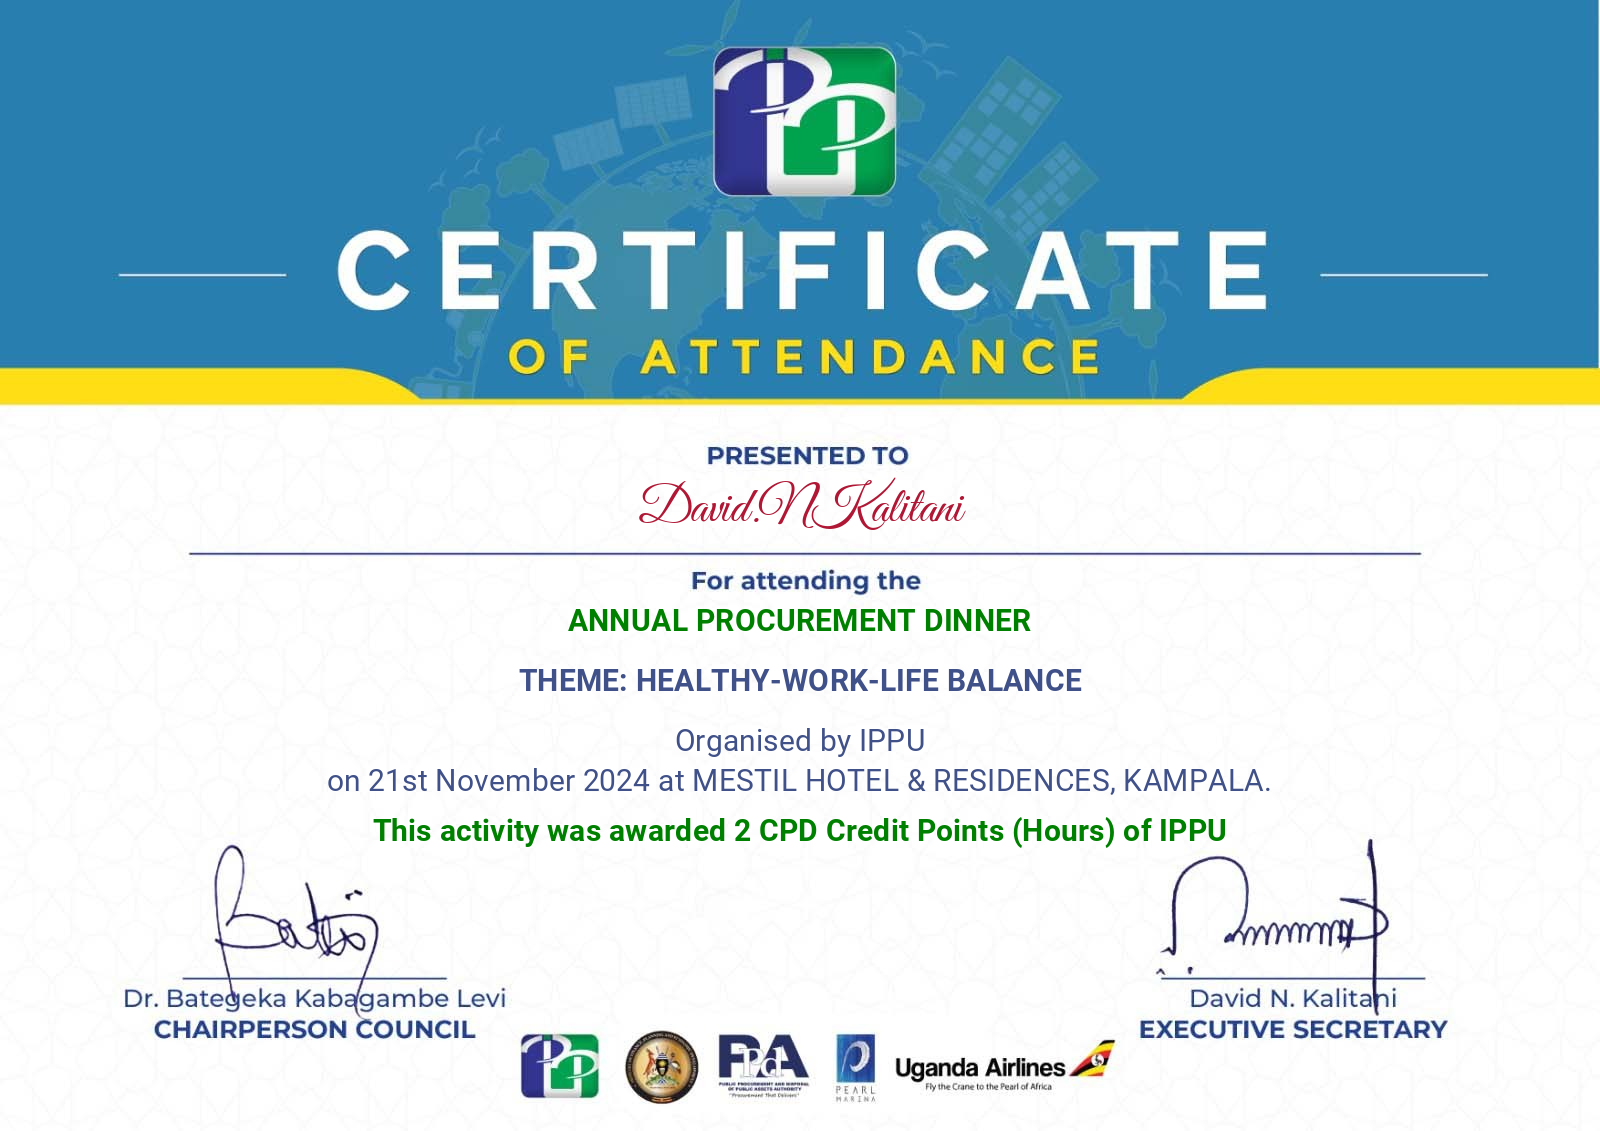 CERTIFICATE
OF ATTENDANCE
PRESENTED TO
David.N Kalitani
For attending the
ANNUAL PROCUREMENT DINNER
THEME: HEALTHY-WORK-LIFE BALANCE
Organised by IPPU
on 21st November 2024 at MESTIL HOTEL & RESIDENCES, KAMPALA.
This activity was awarded 2 CPD Credit Points (Hours) of IPPU
Dr. Bategeka Kabagambe Levi
CHAIRPERSON COUNCIL
David N. Kalitani
EXECUTIVE SECRETARY
PPdA
PUBLIC PROCUREMENT AND DISPOSAL
OF PUBLIC ASSETS AUTHORITY
"Procurement That Delivers"
PEARL
MARINA
Uganda Airlines
Fly the Crane to the Pearl of Africa